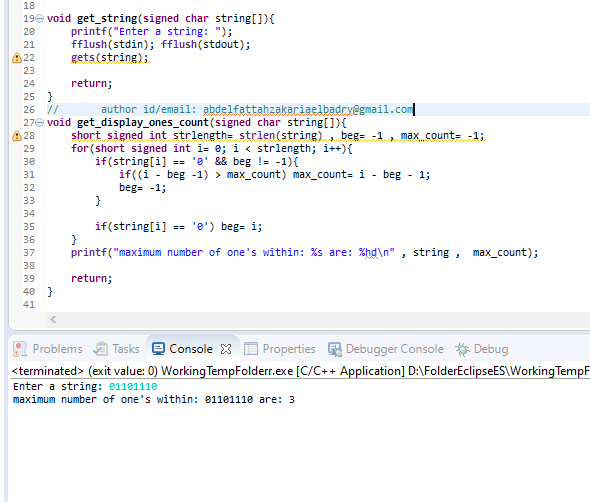 18
19 void get_string(signed char string[]){
20     printf("Enter a string: ");
21     fflush(stdin); fflush(stdout);
22     gets(string);
23
24     return;
25 }
26 //      author id/email: abdelfattahzakariaelbadry@gmail.com
27 void get_display_ones_count(signed char string[]){
28     short signed int strlength= strlen(string) , beg= -1 , max_count= -1;
29     for(short signed int i= 0; i < strlength; i++){
30         if(string[i] == '0' && beg != -1){
31             if((i - beg -1) > max_count) max_count= i - beg - 1;
32             beg= -1;
33         }
34
35         if(string[i] == '0') beg= i;
36     }
37     printf("maximum number of one's within: %s are: %hd\n" , string ,  max_count);
38
39     return;
40 }
41
Problems Tasks Console Properties Debugger Console Debug
<terminated> (exit value: 0) WorkingTempFolderr.exe [C/C++ Application] D:\FolderEclipseES\WorkingTempF
Enter a string: 01101110
maximum number of one's within: 01101110 are: 3